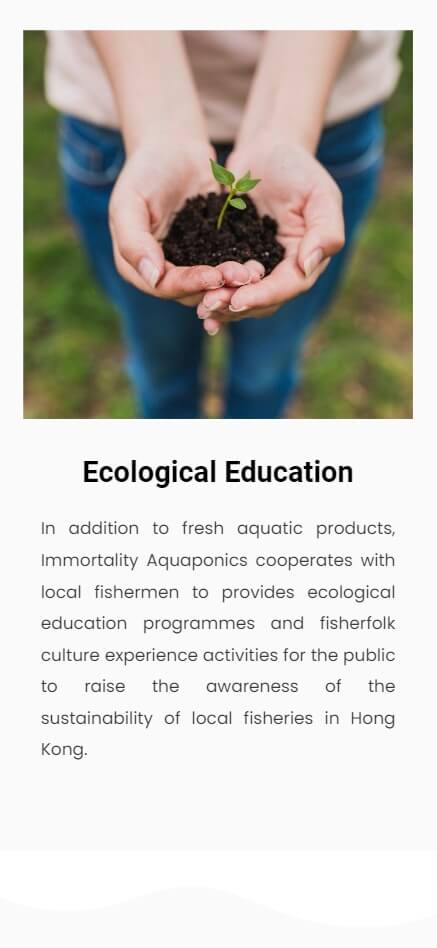 Ecological Education
In addition to fresh aquatic products,
Immortality Aquaponics cooperates with
local fishermen to provides ecological
education programmes and fisherfolk
culture experience activities for the public
to raise the awareness of the
sustainability of local fisheries in Hong
Kong.